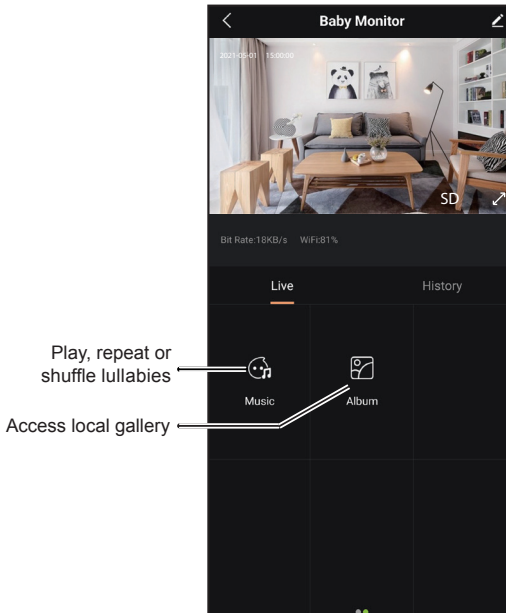 Baby Monitor
2021-05-01 15:00:00
SD
Bit Rate:18KB/s WiFi:81%
Live History
Play, repeat or
shuffle lullabies
Music Album
Access local gallery